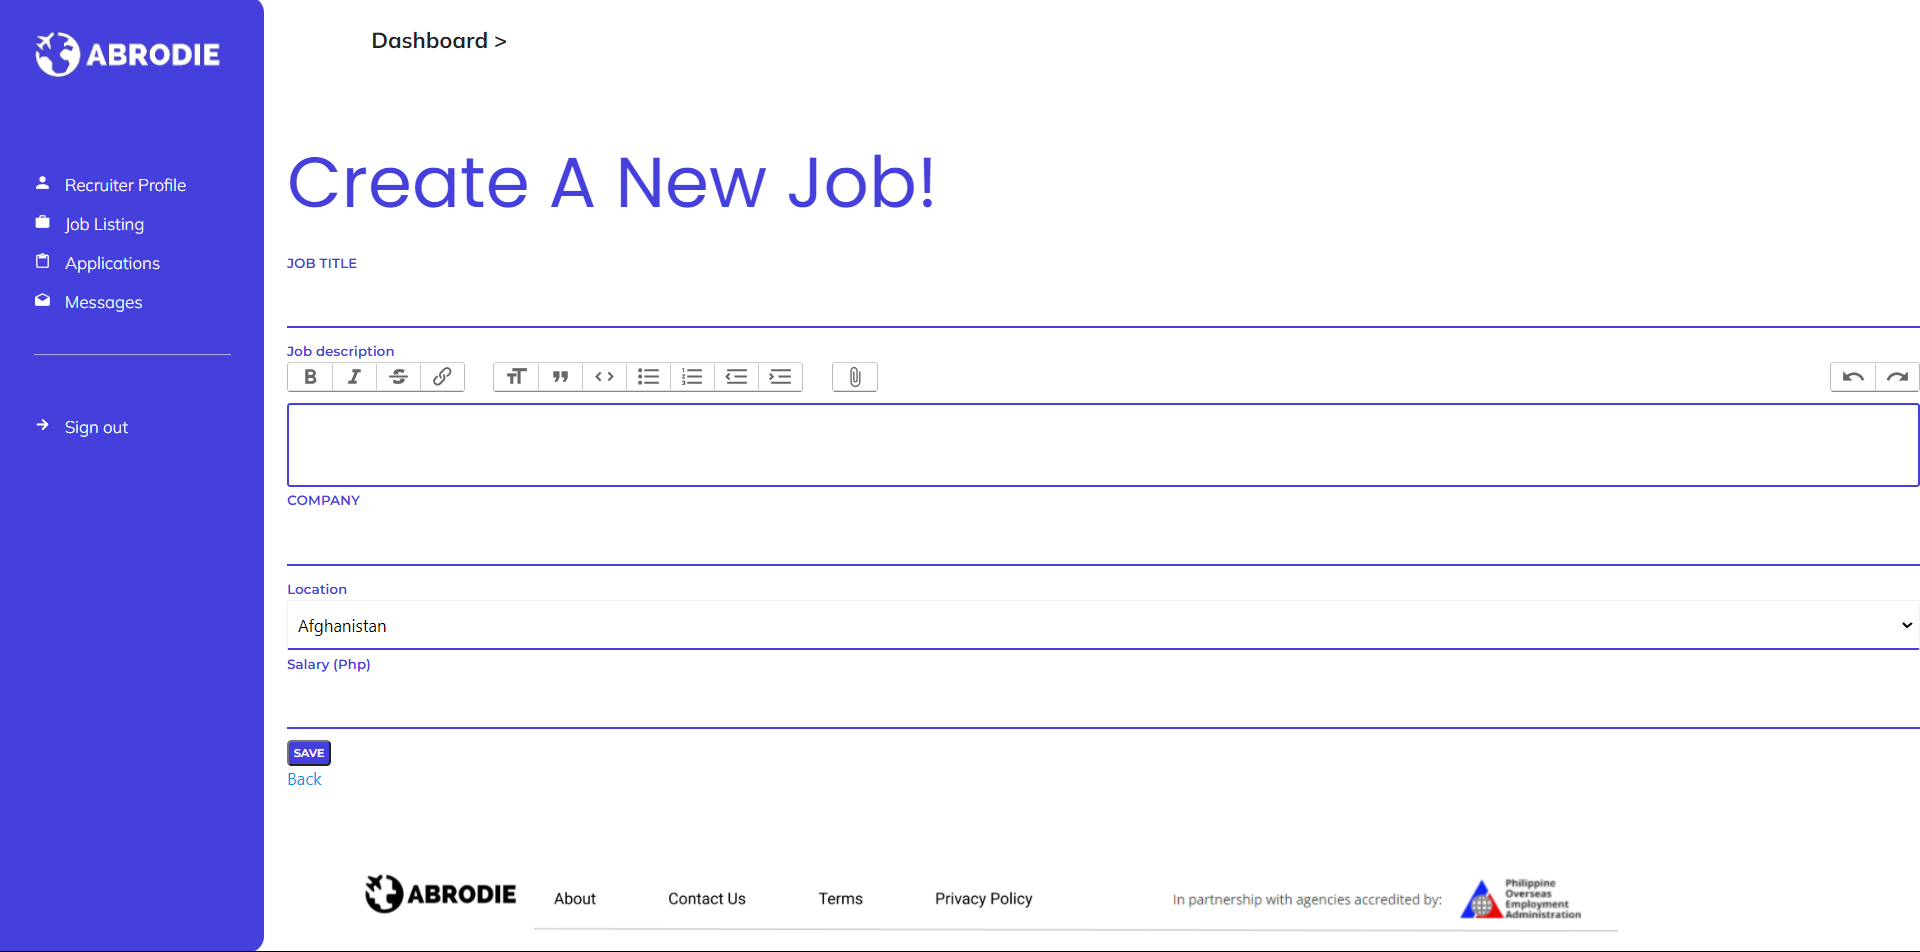 ABRODIE
Dashboard >
Recruiter Profile
Job Listing
Applications
Messages
Sign out
Create A New Job!
JOB TITLE
Job description
COMPANY
Location
Afghanistan
Salary (Php)
SAVE
Back
ABRODIE
About
Contact Us
Terms
Privacy Policy
In partnership with agencies accredited by:
Philippine
Overseas
Employment
Administration